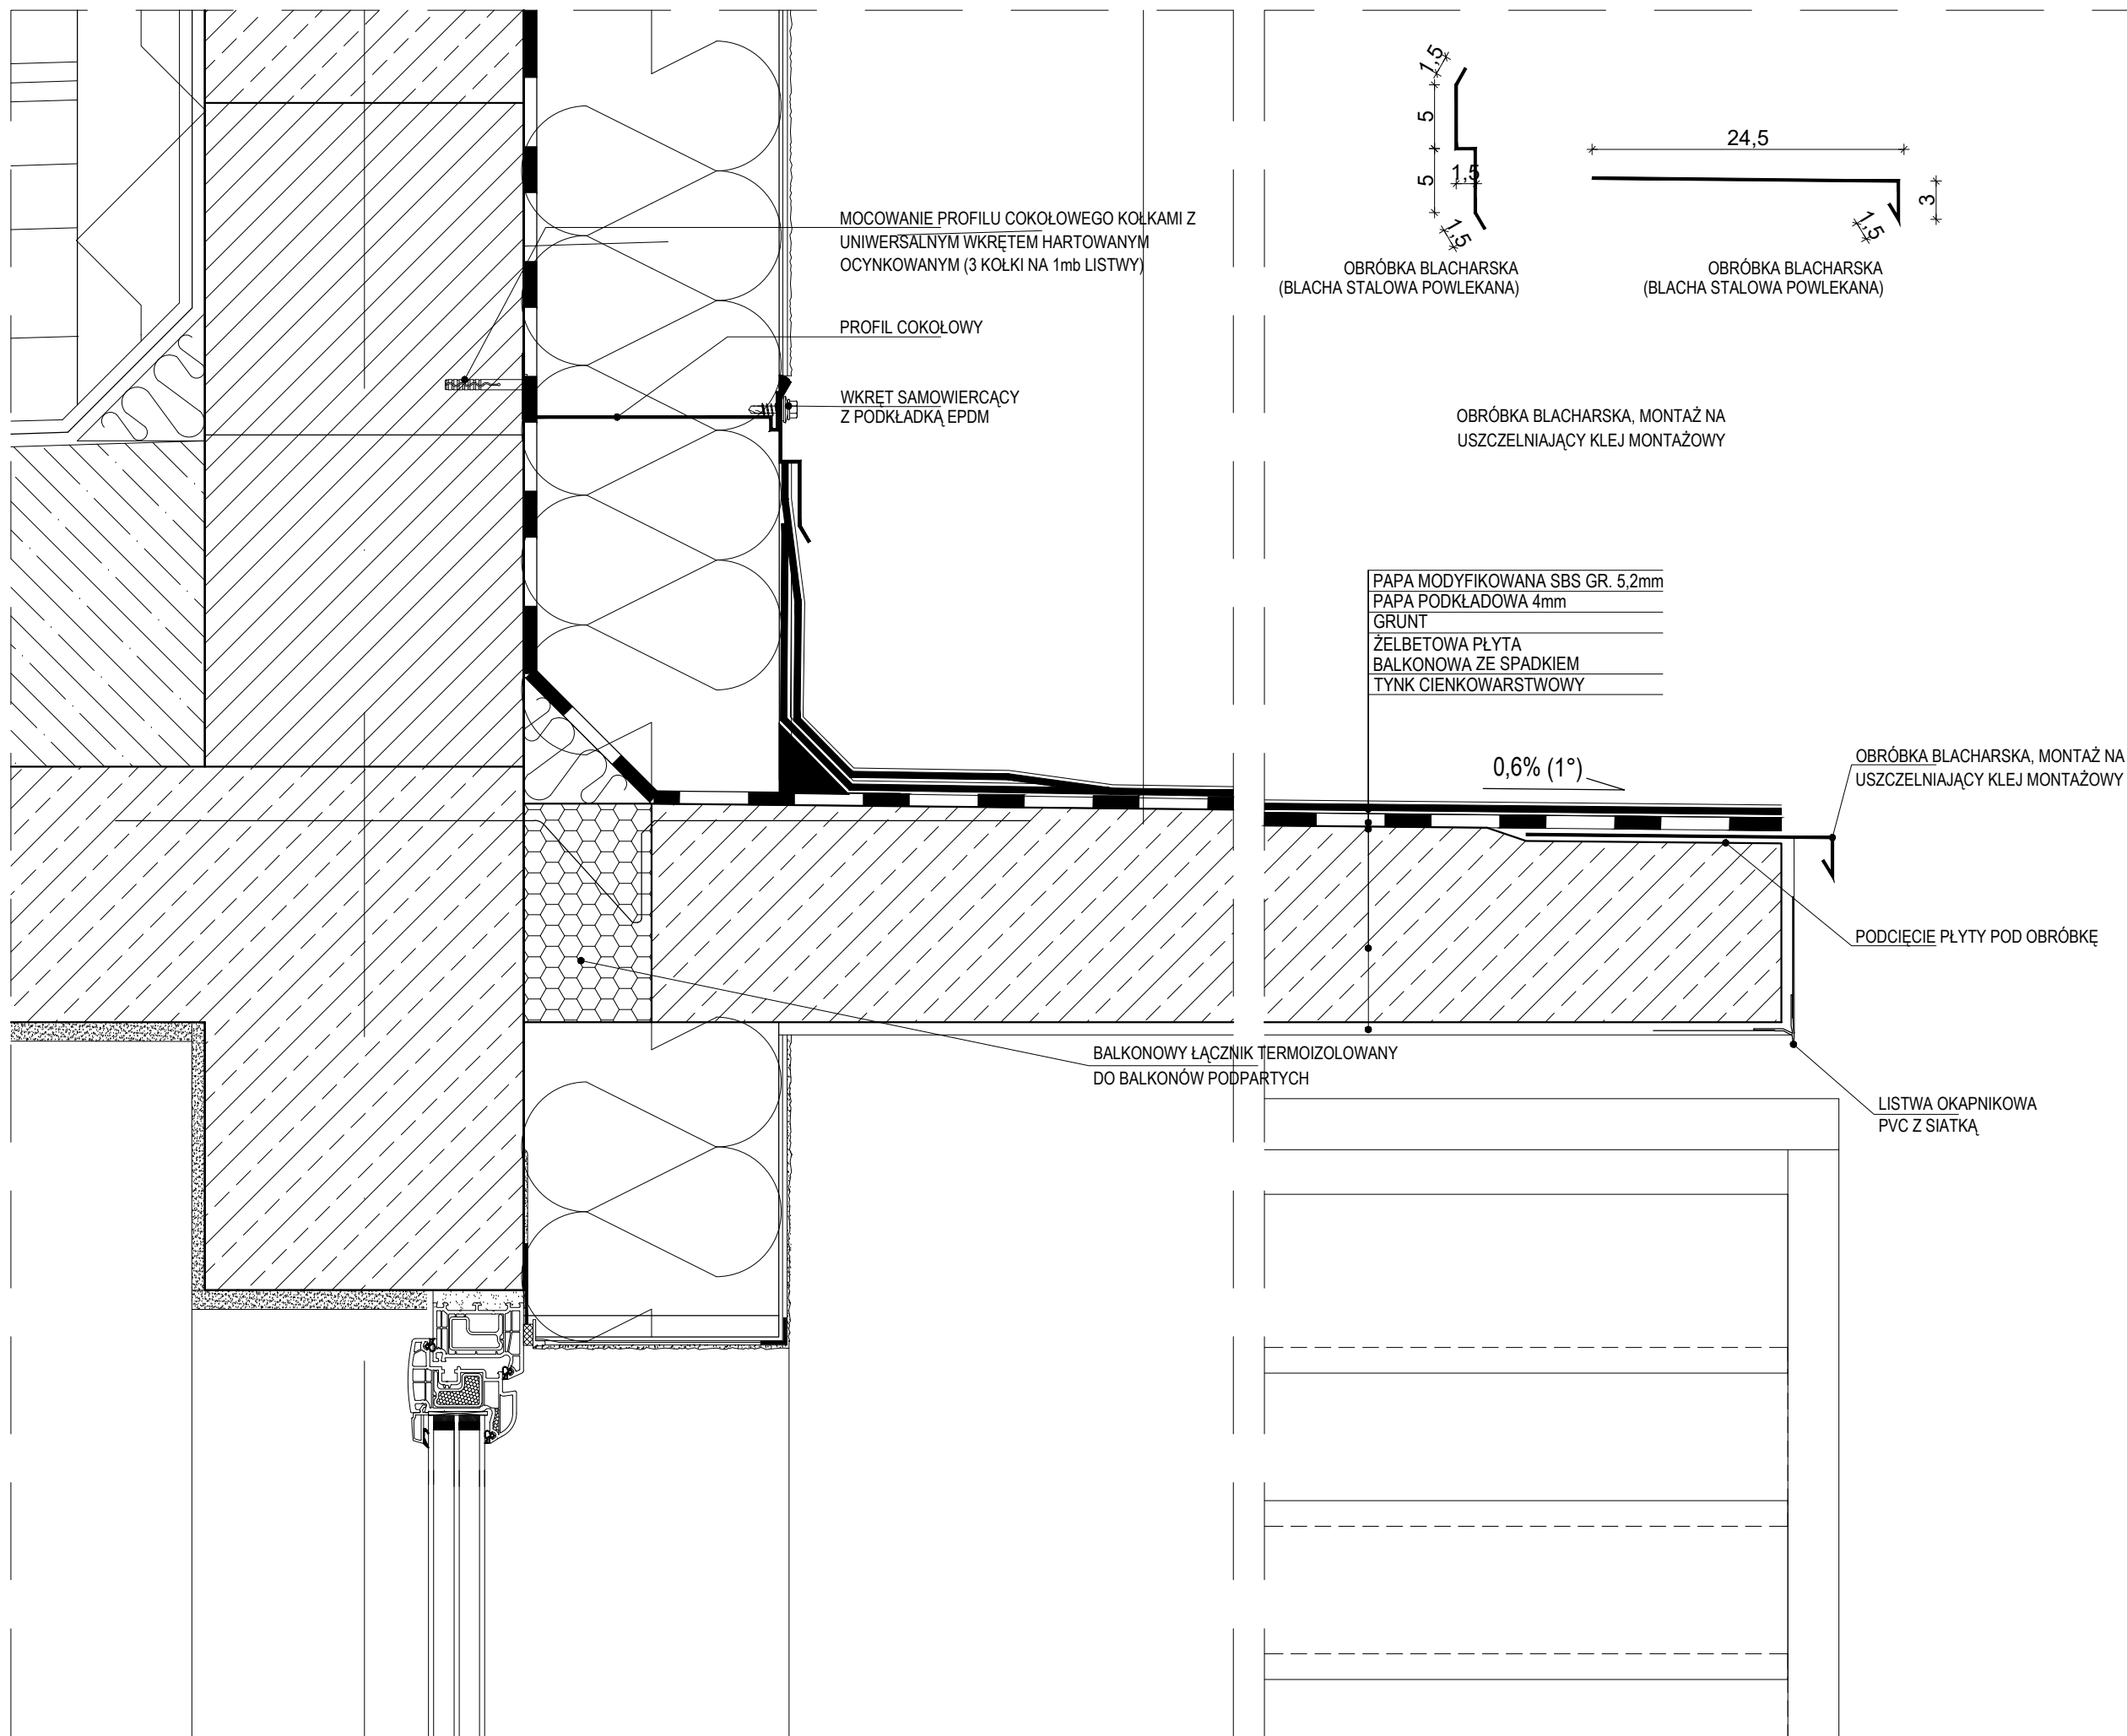 1,5
5
5
1,5
1,5
OBRÓBKA BLACHARSKA
(BLACHA STALOWA POWLEKANA)
24,5
3
1,5
OBRÓBKA BLACHARSKA
(BLACHA STALOWA POWLEKANA)
MOCOWANIE PROFILU COKOŁOWEGO KOŁKAMI Z
UNIWERSALNYM WKRĘTEM HARTOWANYM
OCYNKOWANYM (3 KOŁKI NA 1mb LISTWY)
PROFIL COKOŁOWY
WKRĘT SAMOWIERCĄCY
Z PODKŁADKĄ EPDM
OBRÓBKA BLACHARSKA, MONTAŻ NA
USZCZELNIAJĄCY KLEJ MONTAŻOWY
PAPA MODYFIKOWANA SBS GR. 5,2mm
PAPA PODKŁADOWA 4mm
GRUNT
ŻELBETOWA PŁYTA
BALKONOWA ZE SPADKIEM
TYNK CIENKOWARSTWOWY
0,6% (1°)
OBRÓBKA BLACHARSKA, MONTAŻ NA
USZCZELNIAJĄCY KLEJ MONTAŻOWY
PODCIĘCIE PŁYTY POD OBRÓBKĘ
BALKONOWY ŁĄCZNIK TERMOIZOLOWANY
DO BALKONÓW PODPARTYCH
LISTWA OKAPNIKOWA
PVC Z SIATKĄ